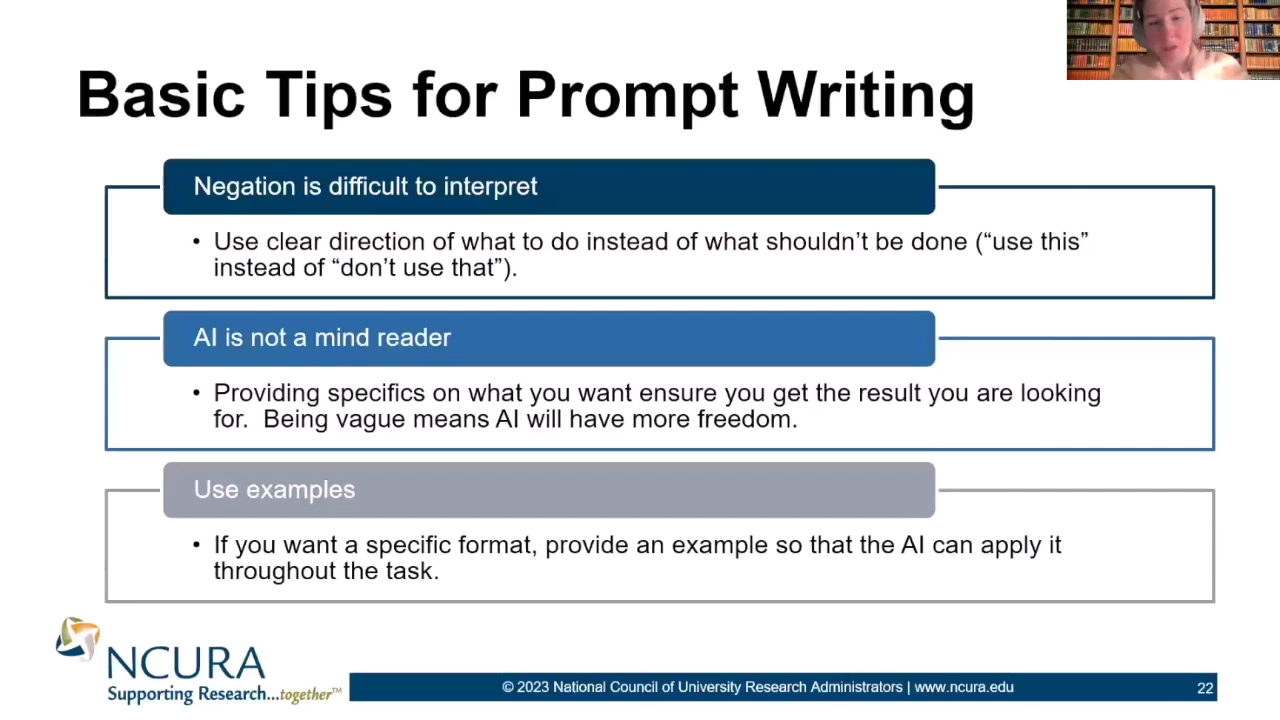 Basic Tips for Prompt Writing
Negation is difficult to interpret
• Use clear direction of what to do instead of what shouldn’t be done (“use this”
instead of “don’t use that”).
AI is not a mind reader
• Providing specifics on what you want ensure you get the result you are looking
for.  Being vague means AI will have more freedom.
Use examples
• If you want a specific format, provide an example so that the AI can apply it
throughout the task.
NCURA
Supporting Research...together™
© 2023 National Council of University Research Administrators | www.ncura.edu
22